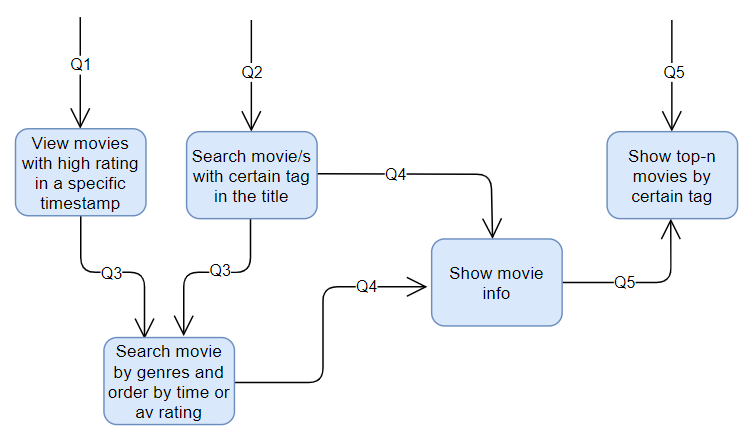 Q1
Q2
Q5
View movies
with high rating
in a specific
timestamp
Search movie/s
with certain tag
in the title
Show top-n
movies by
certain tag
Q4
Q3
Q3
Show movie
info
Q5
Q4
Search movie
by genres and
order by time or
av rating